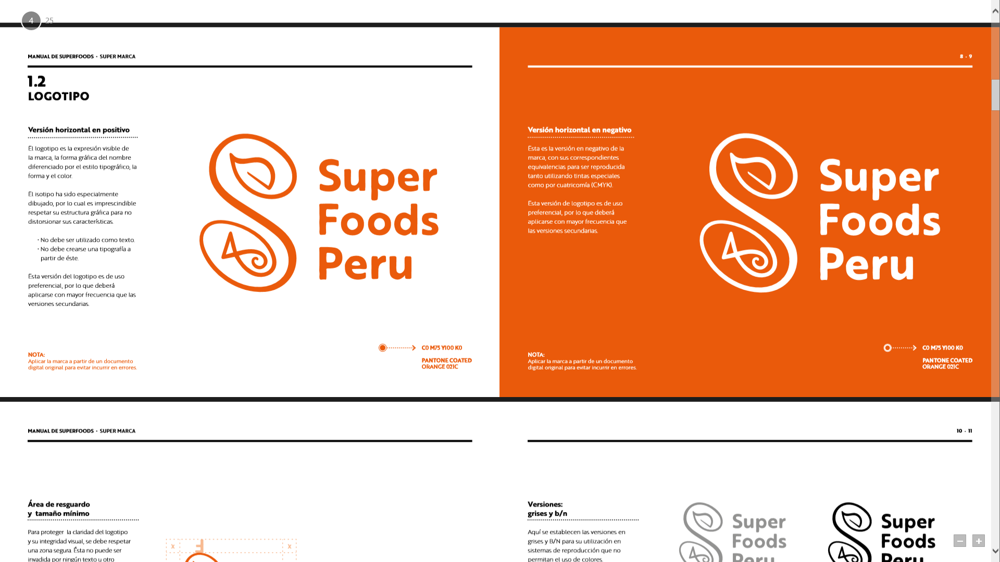 4 25
MANUAL DE SUPERFOODS · SUPER MARCA
1.2
LOGOTIPO
Versión horizontal en positivo
El logotipo es la expresión visible de
la marca, la forma gráfica del nombre
diferenciado por el estilo tipográfico, la
forma y el color.
El isotipo ha sido especialmente
dibujado, por lo cual es imprescindible
respetar su estructura gráfica para no
distorsionar sus características.
· No debe ser utilizado como texto.
· No debe crearse una tipografía a
partir de éste.
Esta versión del logotipo es de uso
preferencial, por lo que deberá
aplicarse con mayor frecuencia que las
versiones secundarias.
NOTA:
Aplicar la marca a partir de un documento
digital original para evitar incurrir en errores.
Super
Foods
Peru
C0 M75 Y100 K0
PANTONE COATED
ORANGE 021C
8 · 9
Versión horizontal en negativo
Esta es la versión en negativo de la
marca, con sus correspondientes
equivalencias para ser reproducida
tanto utilizando tintas especiales
como por cuatricomía (CMYK).
Esta versión de logotipo es de uso
preferencial, por lo que deberá
aplicarse con mayor frecuencia que
las versiones secundarias.
NOTA:
Aplicar la marca a partir de un documento
digital original para evitar incurrir en errores.
Super
Foods
Peru
C0 M75 Y100 K0
PANTONE COATED
ORANGE 021C
MANUAL DE SUPERFOODS · SUPER MARCA
Área de resguardo
y tamaño mínimo
Para proteger la claridad del logotipo
y su integridad visual, se debe respetar
una zona segura. Ésta no puede ser
invadida por ningún texto u otro
x
x
10 · 11
Versiones:
grises y b/n
Aquí se establecen las versiones en
grises y B/N para su utilización en
sistemas de reproducción que no
permitan el uso de colores.
Super
Foods
Peru
Super
Foods
Peru